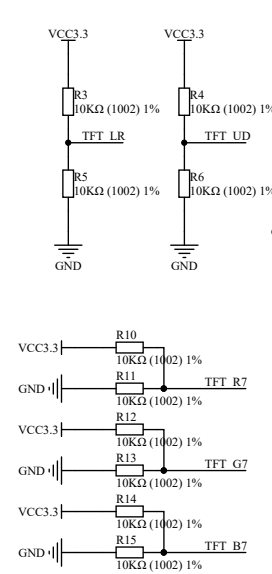 VCC3.3 VCC3.3
R3 R4
10KΩ (1002) 1% 10KΩ (1002) 1%
TFT_LR TFT_UD
R5 R6
10KΩ (1002) 1% 10KΩ (1002) 1%
GND GND
R10
VCC3.3
10KΩ (1002) 1%
R11
GND TFT_R7
10KΩ (1002) 1%
R12
VCC3.3
10KΩ (1002) 1%
R13
GND TFT_G7
10KΩ (1002) 1%
R14
VCC3.3
10KΩ (1002) 1%
R15
GND TFT_B7
10KΩ (1002) 1%